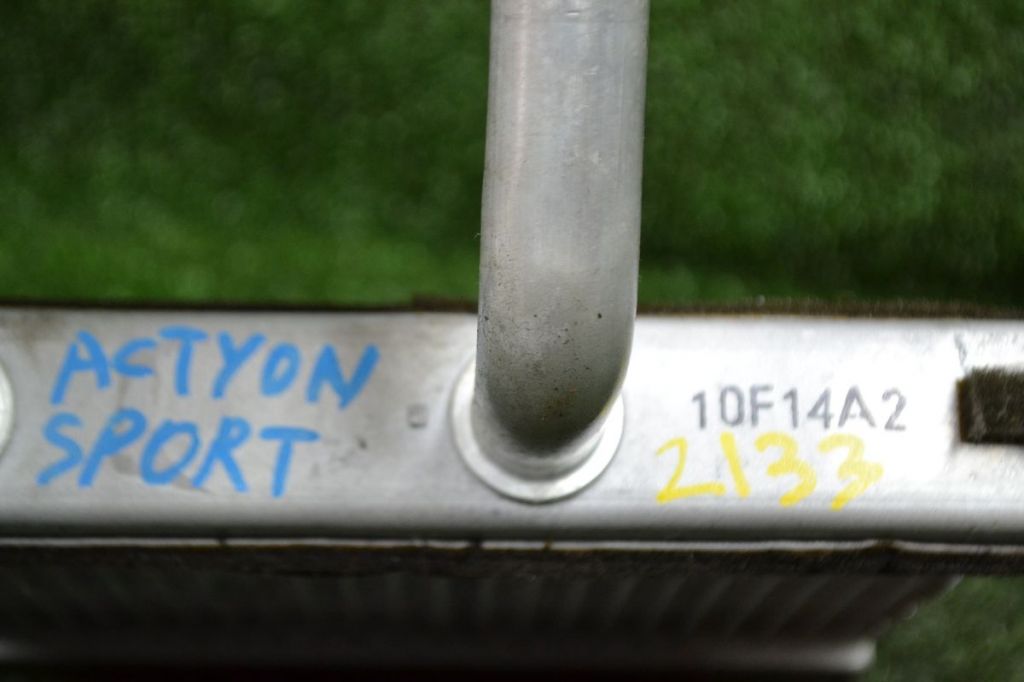 ACTYON
SPORT
10F14A2
2133